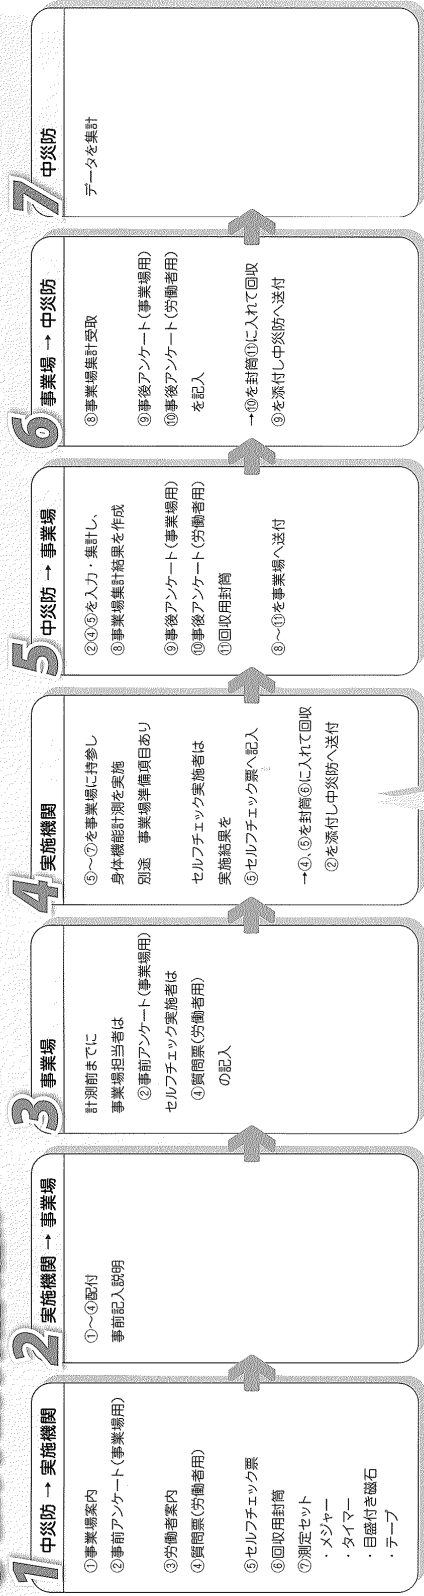 1 中災防 → 実施機関
①事業場案内
②事前アンケート(事業場用)
③労働者案内
④質問票(労働者用)
⑤セルフチェック票
⑥回収用封筒
⑦測定セット
・メジャー
・タイマー
・目盛付き磁石
・テープ
2 実施機関 → 事業場
①～④配付
事前記入説明
3 事業場
計測前までに
事業場担当者は
②事前アンケート(事業場用)
セルフチェック実施者は
④質問票(労働者用)
の記入
4 実施機関
⑤～⑦を事業場に持参し
身体機能計測を実施
別途 事業場準備項目あり
セルフチェック実施者は
実施結果を
⑤セルフチェック票へ記入
→④、⑤を封筒⑥に入れて回収
②を添付し中災防へ送付
5 中災防 → 事業場
②④⑤を入力・集計し、
⑧事業場集計結果を作成
⑨事後アンケート(事業場用)
⑩事後アンケート(労働者用)
⑪回収用封筒
⑧～⑪を事業場へ送付
6 事業場 → 中災防
⑧事業場集計受取
⑨事後アンケート(事業場用)
⑩事後アンケート(労働者用)
を記入
→⑩を封筒⑪に入れて回収
⑨を添付し中災防へ送付
7 中災防
データを集計